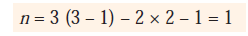 n = 3 (3 – 1) – 2 × 2 – 1 = 1